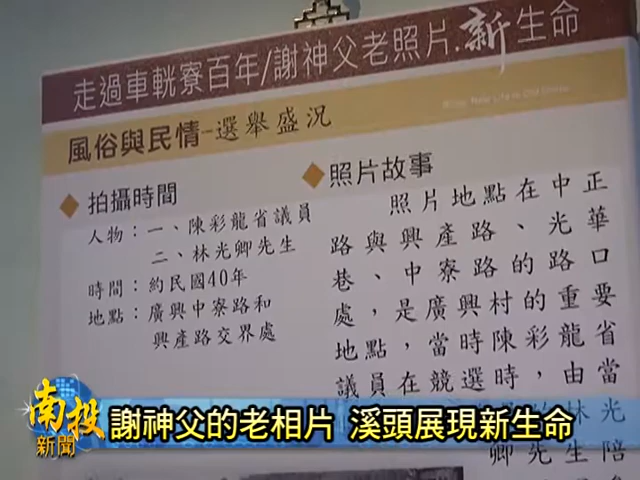 走過車輄寮百年/謝神父老照片.新生命
風俗與民情-選舉盛況
拍攝時間
人物：一、陳彩龍省議員
二、林光卿先生
時間：約民國40年
地點：廣興中寮路和
興產路交界處
照片故事
照片地點在中正
路與興產路、光華
巷、中寮路的路口
處，是廣興村的重要
地點，當時陳彩龍省
議員在競選時，由當
林光
卿先生陪
南投
新聞
謝神父的老相片 溪頭展現新生命